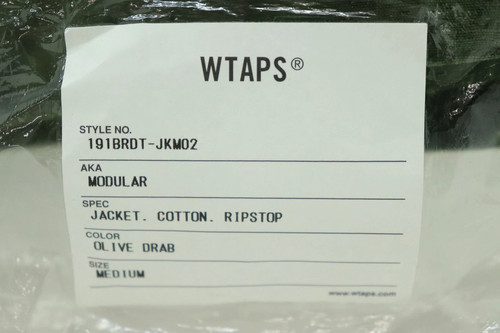 WTAPS®
STYLE NO.
191BRDT-JKM02
AKA
MODULAR
SPEC
JACKET. COTTON. RIPSTOP
COLOR
OLIVE DRAB
SIZE
MEDIUM
www.wtaps.com